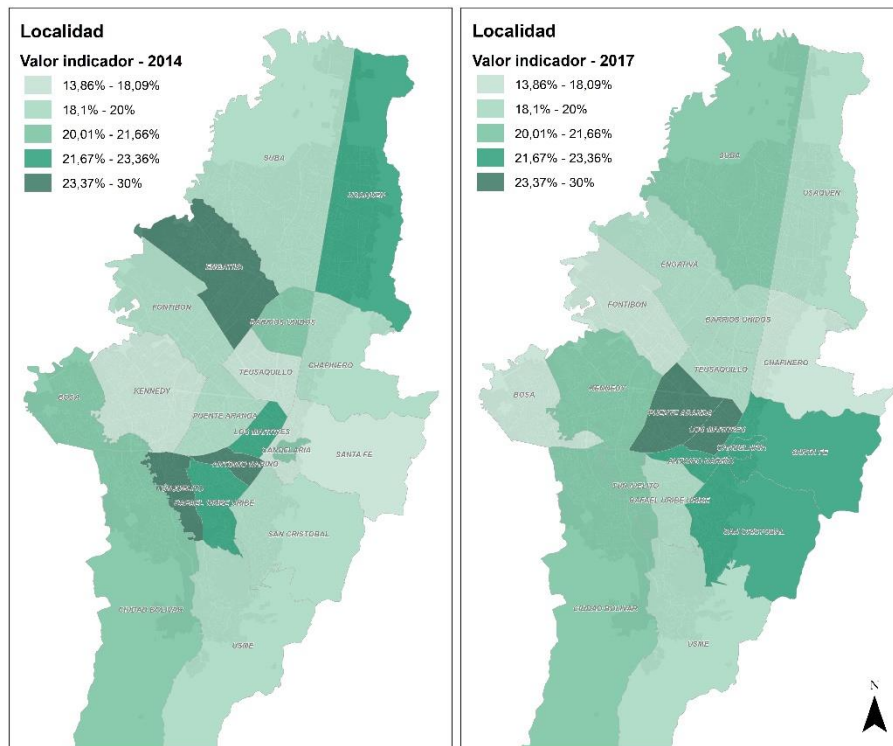 Localidad
Valor indicador - 2014
13,86% - 18,09%
18,1% - 20%
20,01% - 21,66%
21,67% - 23,36%
23,37% - 30%
SUBA
USAQUEN
ENGATIVA
FONTIBON
BARRIOS UNIDOS
CHAPINERO
TEUSAQUILLO
KENNEDY
BOSA
PUENTE ARANDA
LOS MARTIRES
CANDELARIA
SANTA FE
ANTONIO NARIÑO
TUNJUELITO
RAFAEL URIBE URIBE
SAN CRISTOBAL
CIUDAD BOLIVAR
USME
Localidad
Valor indicador - 2017
13,86% - 18,09%
18,1% - 20%
20,01% - 21,66%
21,67% - 23,36%
23,37% - 30%
SUBA
USAQUEN
ENGATIVA
FONTIBON
BARRIOS UNIDOS
CHAPINERO
TEUSAQUILLO
BOSA
KENNEDY
PUENTE ARANDA
LOS MARTIRES
CANDELARIA
SANTA FE
ANTONIO NARIÑO
TUNJUELITO
RAFAEL URIBE URIBE
SAN CRISTOBAL
CIUDAD BOLIVAR
USME
N